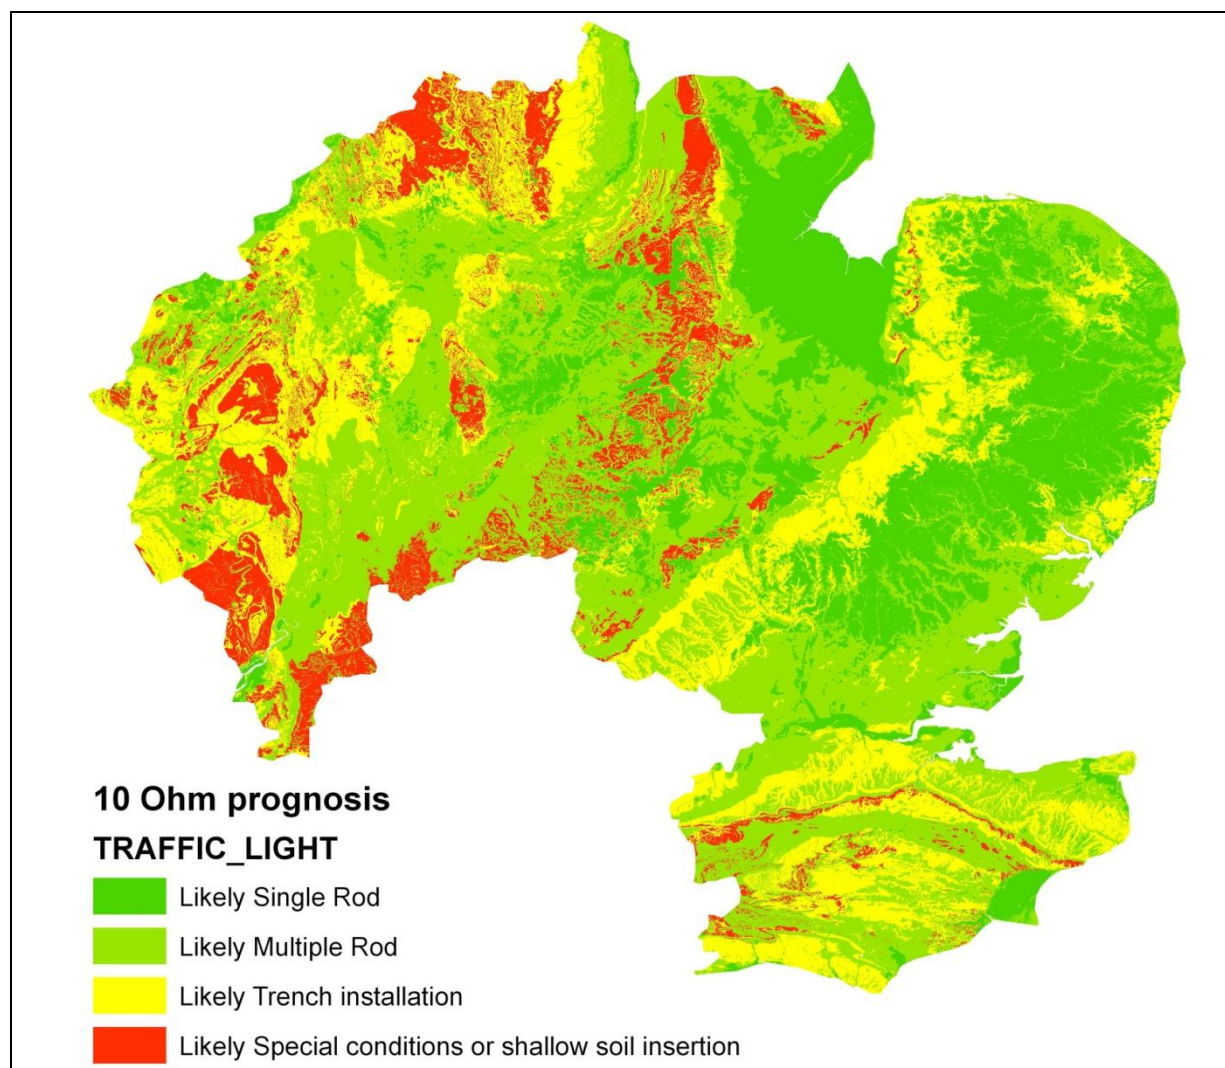 10 Ohm prognosis
TRAFFIC_LIGHT
Likely Single Rod
Likely Multiple Rod
Likely Trench installation
Likely Special conditions or shallow soil insertion